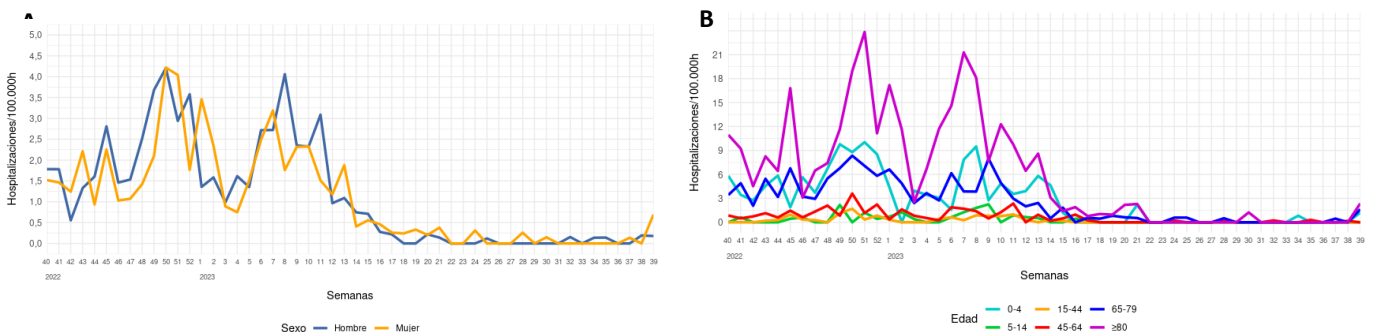 A
Hospitalizaciones/100.000h
5,0
4,5
4,0
3,5
3,0
2,5
2,0
1,5
1,0
0,5
0,0
40 41 42 43 44 45 46 47 48 49 50 51 52 1 2 3 4 5 6 7 8 9 10 11 12 13 14 15 16 17 18 19 20 21 22 23 24 25 26 27 28 29 30 31 32 33 34 35 36 37 38 39
2022 2023
Semanas
Sexo Hombre Mujer
B
Hospitalizaciones/100.000h
21
18
15
12
9
6
3
0
40 41 42 43 44 45 46 47 48 49 50 51 52 1 2 3 4 5 6 7 8 9 10 11 12 13 14 15 16 17 18 19 20 21 22 23 24 25 26 27 28 29 30 31 32 33 34 35 36 37 38 39
2022 2023
Semanas
Edad 0-4 15-44 65-79
5-14 45-64 ≥80